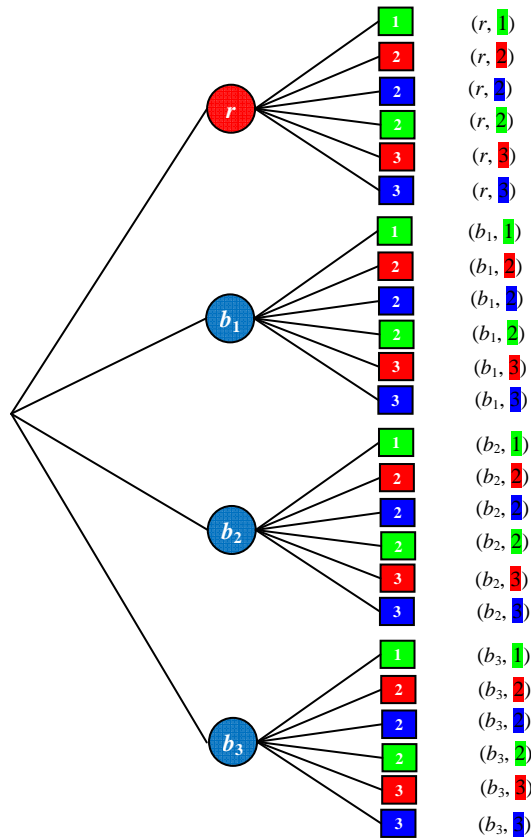 1 (r, 1)
2 (r, 2)
2 (r, 2)
r
2 (r, 2)
3 (r, 3)
3 (r, 3)
1 (b₁, 1)
2 (b₁, 2)
2 (b₁, 2)
b₁
2 (b₁, 2)
3 (b₁, 3)
3 (b₁, 3)
1 (b₂, 1)
2 (b₂, 2)
2 (b₂, 2)
b₂
2 (b₂, 2)
3 (b₂, 3)
3 (b₂, 3)
1 (b₃, 1)
2 (b₃, 2)
2 (b₃, 2)
b₃
2 (b₃, 2)
3 (b₃, 3)
3 (b₃, 3)